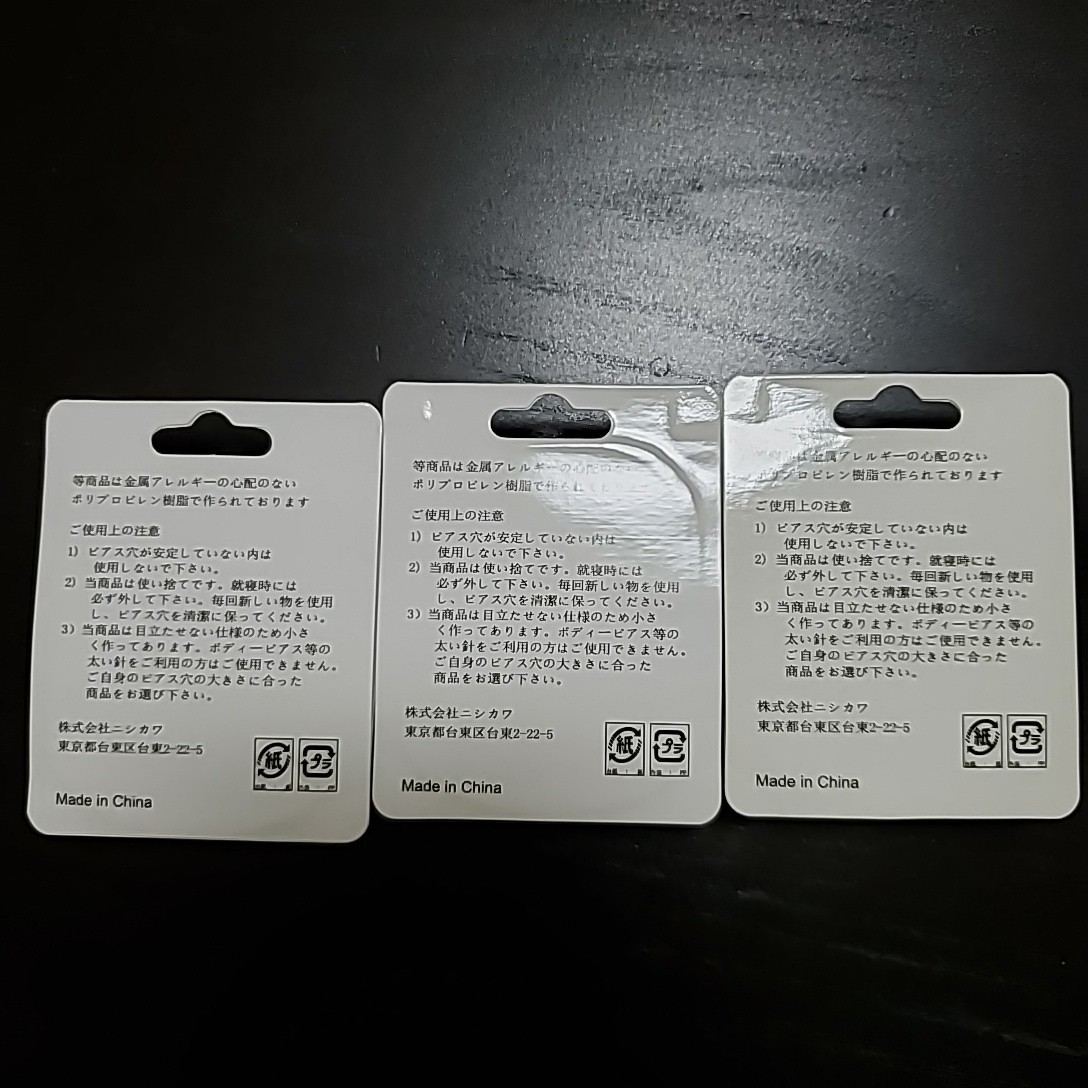 等商品は金属アレルギーの心配のない
ポリプロピレン樹脂で作られております
ご使用上の注意
1) ピアス穴が安定していない内は
使用しないで下さい。
2) 当商品は使い捨てです。就寝時には
必ず外して下さい。毎回新しい物を使用
し、ピアス穴を清潔に保ってください。
3) 当商品は目立たせない仕様のため小さ
く作ってあります。ボディーピアス等の
太い針をご利用の方はご使用できません。
ご自身のピアス穴の大きさに合った
商品をお選び下さい。
株式会社ニシカワ
東京都台東区台東2-22-5
紙
プラ
Made in China
等商品は金属アレルギーの心配のない
ポリプロピレン樹脂で作られております
ご使用上の注意
1) ピアス穴が安定していない内は
使用しないで下さい。
2) 当商品は使い捨てです。就寝時には
必ず外して下さい。毎回新しい物を使用
し、ピアス穴を清潔に保ってください。
3) 当商品は目立たせない仕様のため小さ
く作ってあります。ボディーピアス等の
太い針をご利用の方はご使用できません。
ご自身のピアス穴の大きさに合った
商品をお選び下さい。
株式会社ニシカワ
東京都台東区台東2-22-5
紙
プラ
Made in China
は金属アレルギーの心配のない
ポリプロピレン樹脂で作られております
ご使用上の注意
1) ピアス穴が安定していない内は
使用しないで下さい。
2) 当商品は使い捨てです。就寝時には
必ず外して下さい。毎回新しい物を使用
し、ピアス穴を清潔に保ってください。
3) 当商品は目立たせない仕様のため小さ
く作ってあります。ボディーピアス等の
太い針をご利用の方はご使用できません。
ご自身のピアス穴の大きさに合った
商品をお選び下さい。
株式会社ニシカワ
東京都台東区台東2-22-5
紙
プラ
Made in China